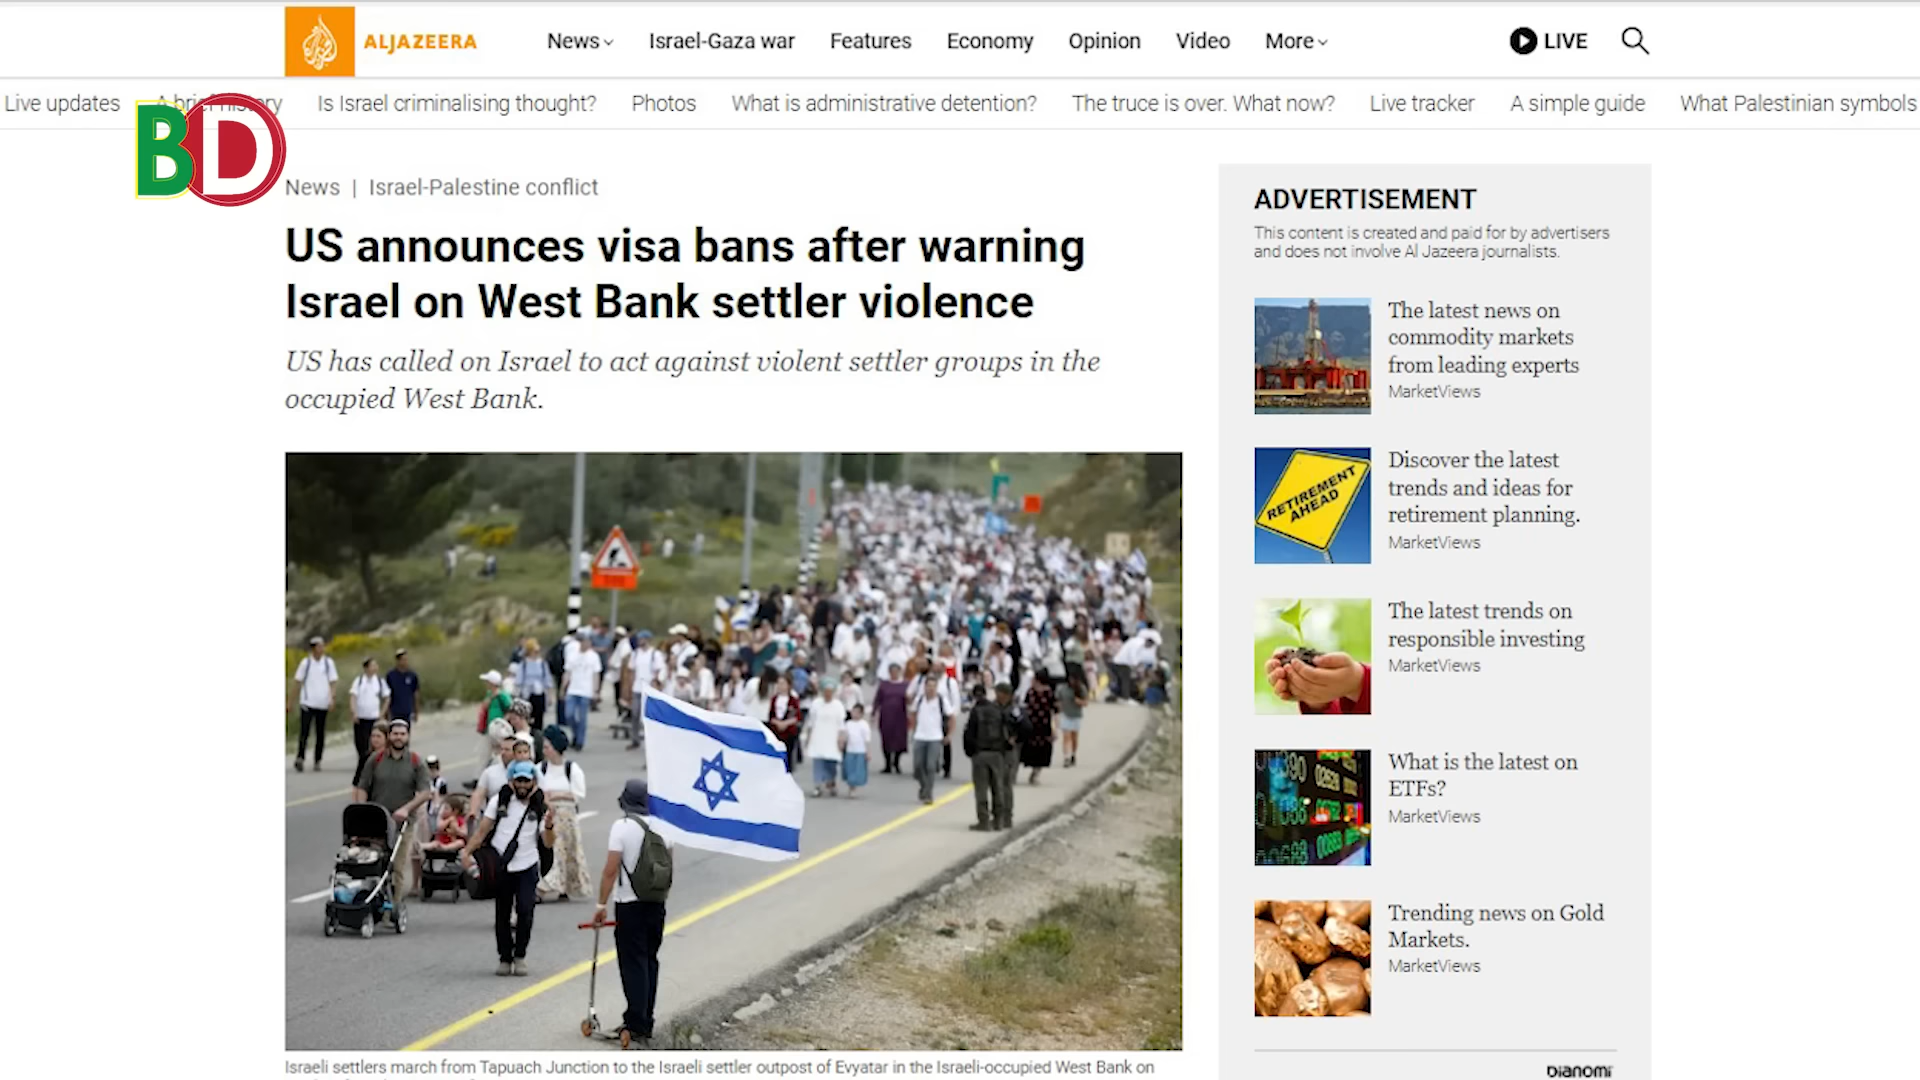 ALJAZEERA
News
Israel-Gaza war
Features
Economy
Opinion
Video
More
LIVE
Live updates
A brief history
Is Israel criminalising thought?
Photos
What is administrative detention?
The truce is over. What now?
Live tracker
A simple guide
What Palestinian symbols
BD
News | Israel-Palestine conflict
US announces visa bans after warning
Israel on West Bank settler violence
US has called on Israel to act against violent settler groups in the
occupied West Bank.
Israeli settlers march from Tapuach Junction to the Israeli settler outpost of Evyatar in the Israeli-occupied West Bank on
ADVERTISEMENT
This content is created and paid for by advertisers
and does not involve Al Jazeera journalists.
The latest news on
commodity markets
from leading experts
MarketViews
RETIREMENT
AHEAD
Discover the latest
trends and ideas for
retirement planning.
MarketViews
The latest trends on
responsible investing
MarketViews
What is the latest on
ETFs?
MarketViews
Trending news on Gold
Markets.
MarketViews
DIANOMI